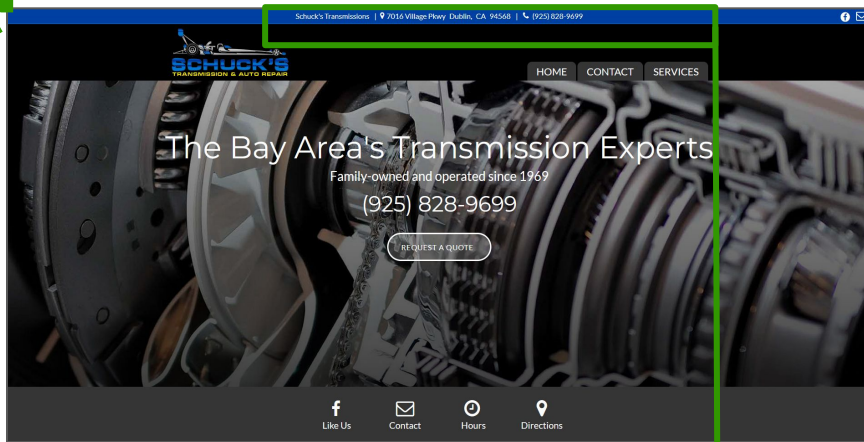 Schuck's Transmissions | 7016 Village Pkwy Dublin, CA 94568 | (925) 828-9699
SCHUCK'S
TRANSMISSION & AUTO REPAIR
HOME CONTACT SERVICES
The Bay Area's Transmission Experts
Family-owned and operated since 1969
(925) 828-9699
REQUEST A QUOTE
Like Us Contact Hours Directions